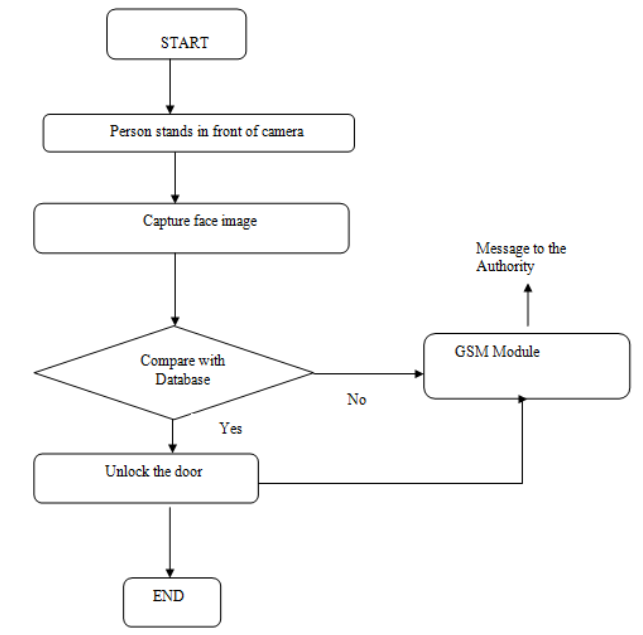 START
Person stands in front of camera
Capture face image
Message to the
Authority
Compare with
Database
GSM Module
No
Yes
Unlock the door
END